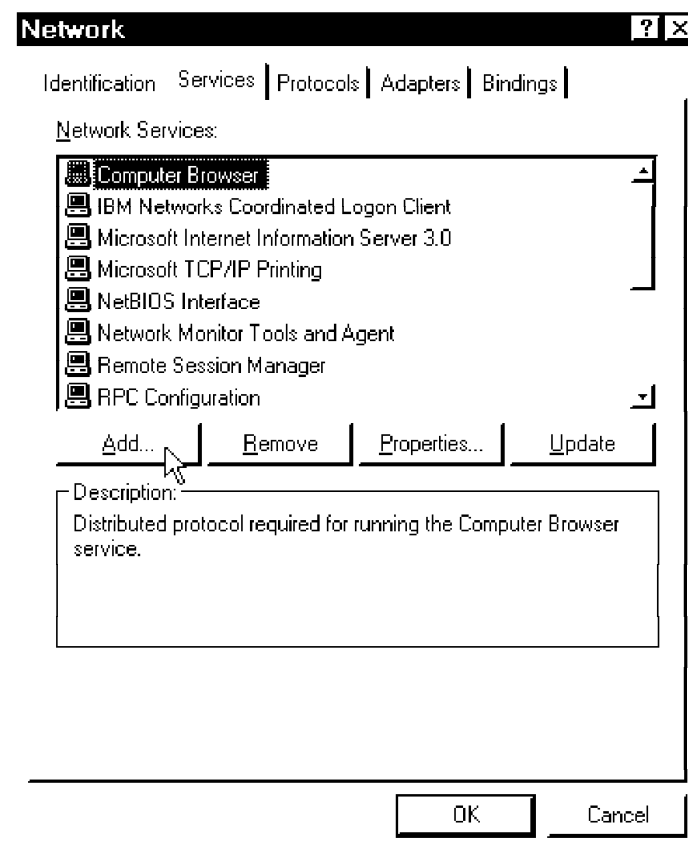 Network
Identification Services Protocols Adapters Bindings
Network Services:
Computer Browser
IBM Networks Coordinated Logon Client
Microsoft Internet Information Server 3.0
Microsoft TCP/IP Printing
NetBIOS Interface
Network Monitor Tools and Agent
Remote Session Manager
RPC Configuration
Add... Remove Properties... Update
Description:
Distributed protocol required for running the Computer Browser
service.
OK Cancel